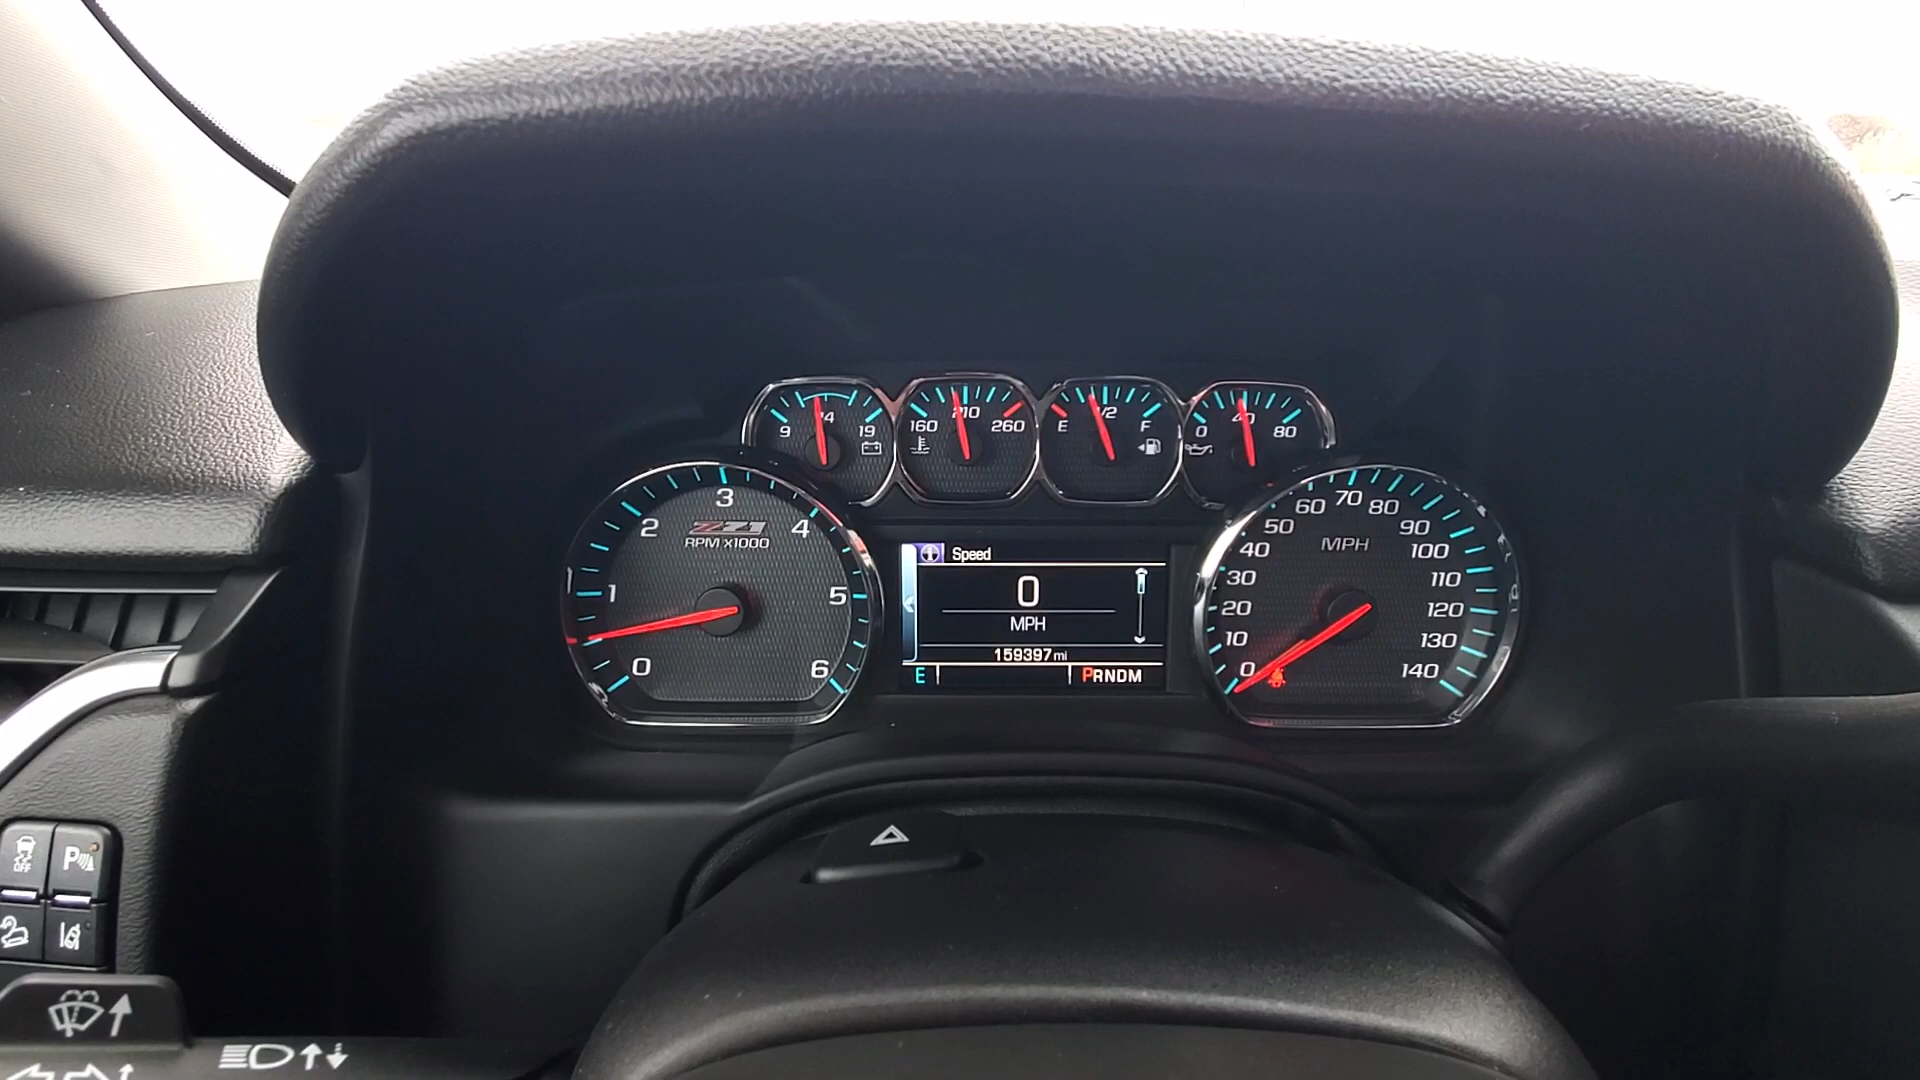 9 14 19
160 210 260
E 1/2 F
0 40 80
0 1 2 3 4 5 6
Z71
RPM x1000
Speed
0
MPH
159397 mi
E
PRNDM
0 10 20 30 40 50 60 70 80 90 100 110 120 130 140
MPH
OFF
P